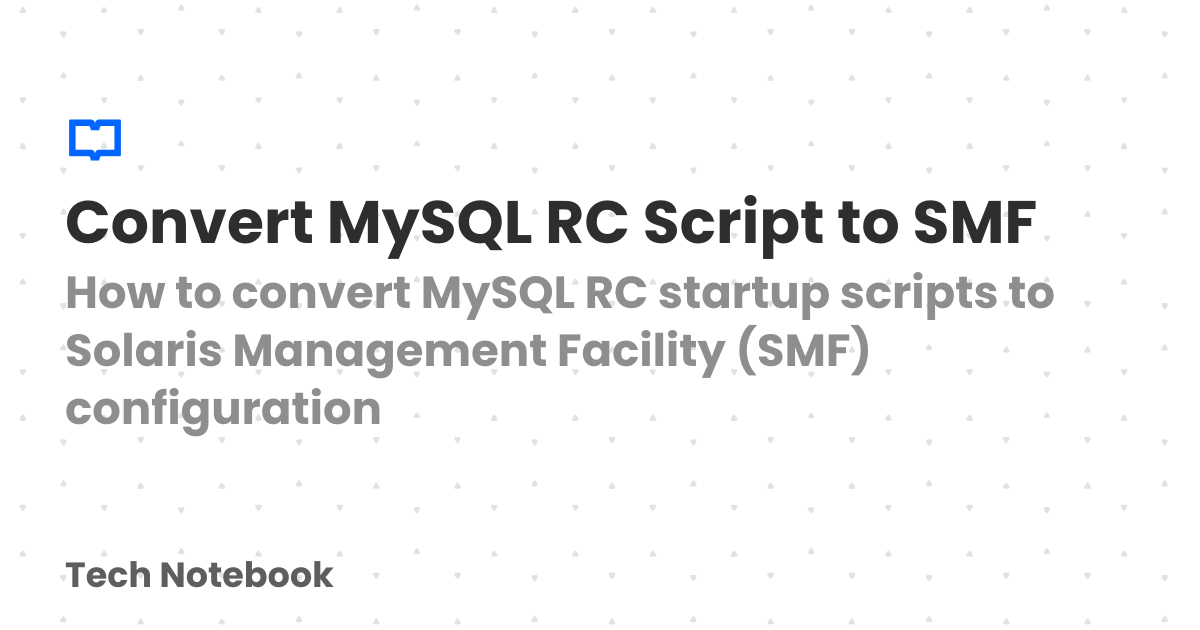 Convert MySQL RC Script to SMF
How to convert MySQL RC startup scripts to
Solaris Management Facility (SMF)
configuration
Tech Notebook